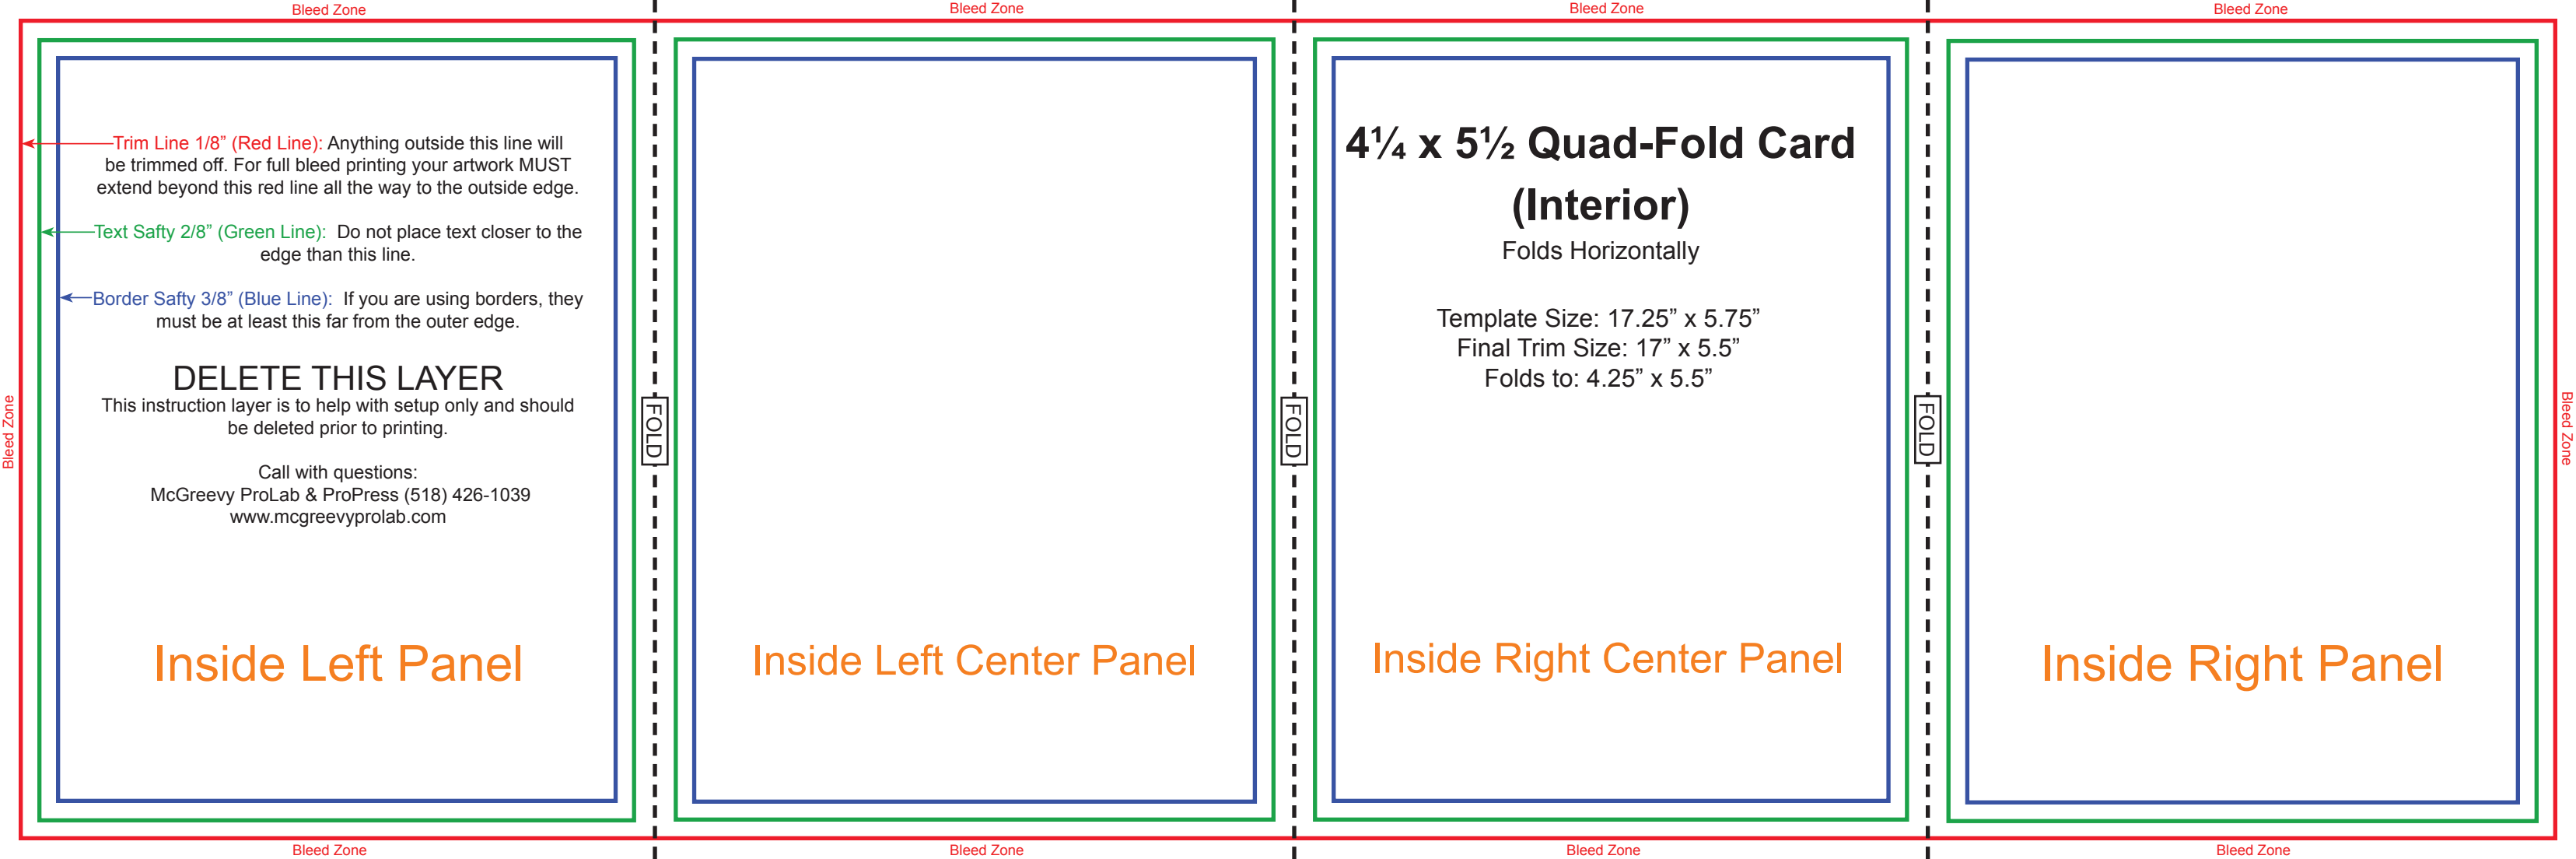 Bleed Zone
Bleed Zone
Bleed Zone
Bleed Zone
Bleed Zone
Trim Line 1/8” (Red Line): Anything outside this line will
be trimmed off. For full bleed printing your artwork MUST
extend beyond this red line all the way to the outside edge.
Text Safty 2/8” (Green Line): Do not place text closer to the
edge than this line.
Border Safty 3/8” (Blue Line): If you are using borders, they
must be at least this far from the outer edge.
DELETE THIS LAYER
This instruction layer is to help with setup only and should
be deleted prior to printing.
Call with questions:
McGreevy ProLab & ProPress (518) 426-1039
www.mcgreevyprolab.com
Inside Left Panel
FOLD
Inside Left Center Panel
FOLD
4¼ x 5½ Quad-Fold Card
(Interior)
Folds Horizontally
Template Size: 17.25” x 5.75”
Final Trim Size: 17” x 5.5”
Folds to: 4.25” x 5.5”
Inside Right Center Panel
FOLD
Inside Right Panel
Bleed Zone
Bleed Zone
Bleed Zone
Bleed Zone
Bleed Zone